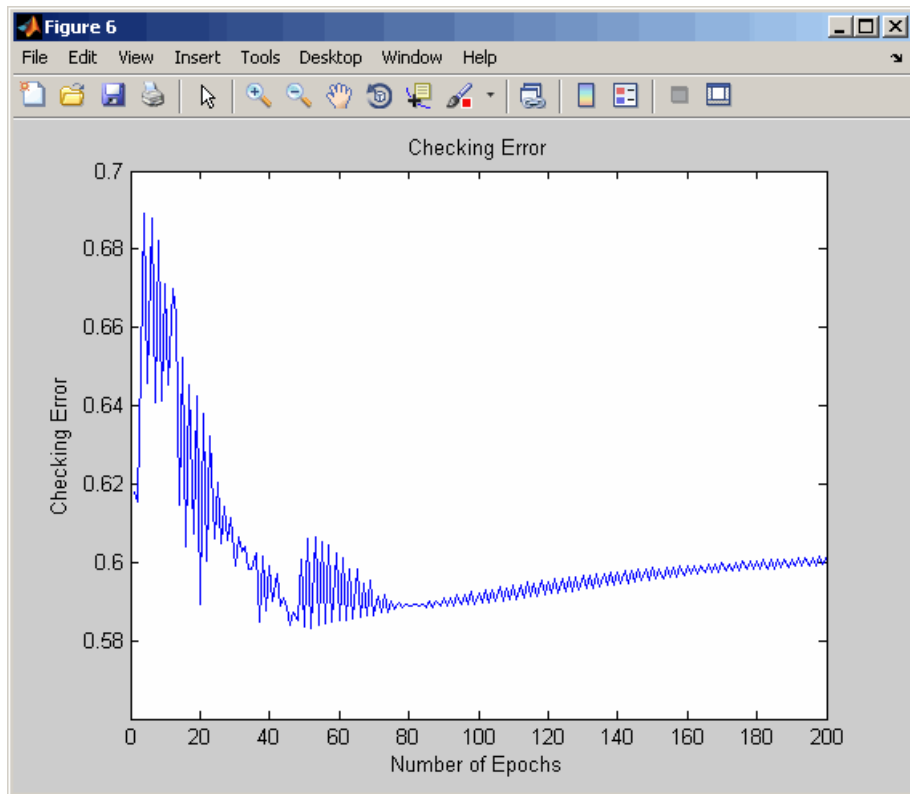 Figure 6
File Edit View Insert Tools Desktop Window Help
Checking Error
Checking Error
0.7
0.68
0.66
0.64
0.62
0.6
0.58
0 20 40 60 80 100 120 140 160 180 200
Number of Epochs